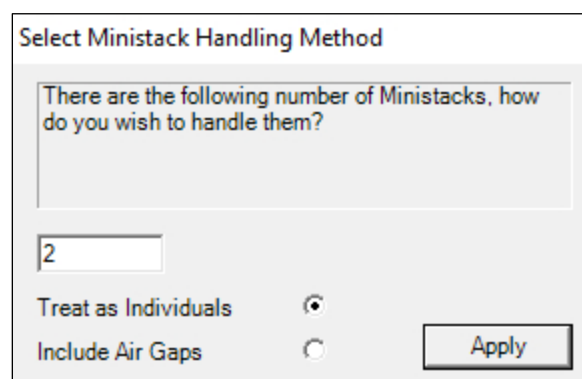 Select Ministack Handling Method
There are the following number of Ministacks, how
do you wish to handle them?
2
Treat as Individuals
Include Air Gaps
Apply